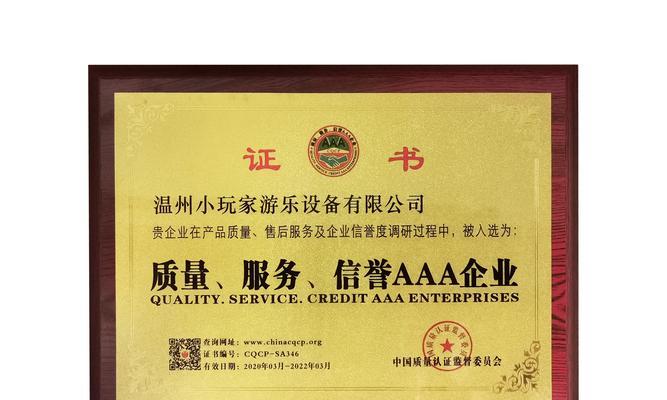 证书
温州小玩家游乐设备有限公司
贵企业在产品质量、售后服务及企业信誉度调研过程中，被入选为：
质量、服务、信誉AAA企业
QUALITY. SERVICE. CREDIT AAA ENTERPRISES
查询网址：www.chinacqcp.org
证书编号：CQCP-SA346
有效日期：2020年03月-2022年03月
中国质量认证监督委员会
AAA